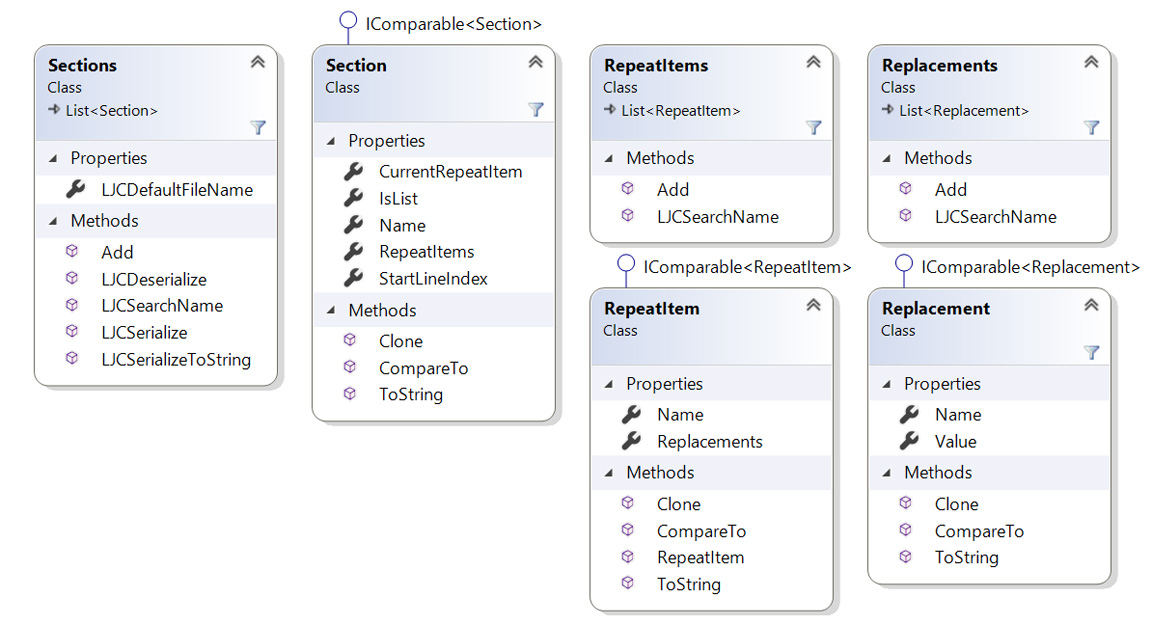 Sections
Class
List<Section>
Properties
LJCDefaultFileName
Methods
Add
LJCDeserialize
LJCSearchName
LJCSerialize
LJCSerializeToString
IComparable<Section>
Section
Class
Properties
CurrentRepeatItem
IsList
Name
RepeatItems
StartLineIndex
Methods
Clone
CompareTo
ToString
RepeatItems
Class
List<RepeatItem>
Methods
Add
LJCSearchName
IComparable<RepeatItem>
RepeatItem
Class
Properties
Name
Replacements
Methods
Clone
CompareTo
RepeatItem
ToString
Replacements
Class
List<Replacement>
Methods
Add
LJCSearchName
IComparable<Replacement>
Replacement
Class
Properties
Name
Value
Methods
Clone
CompareTo
ToString